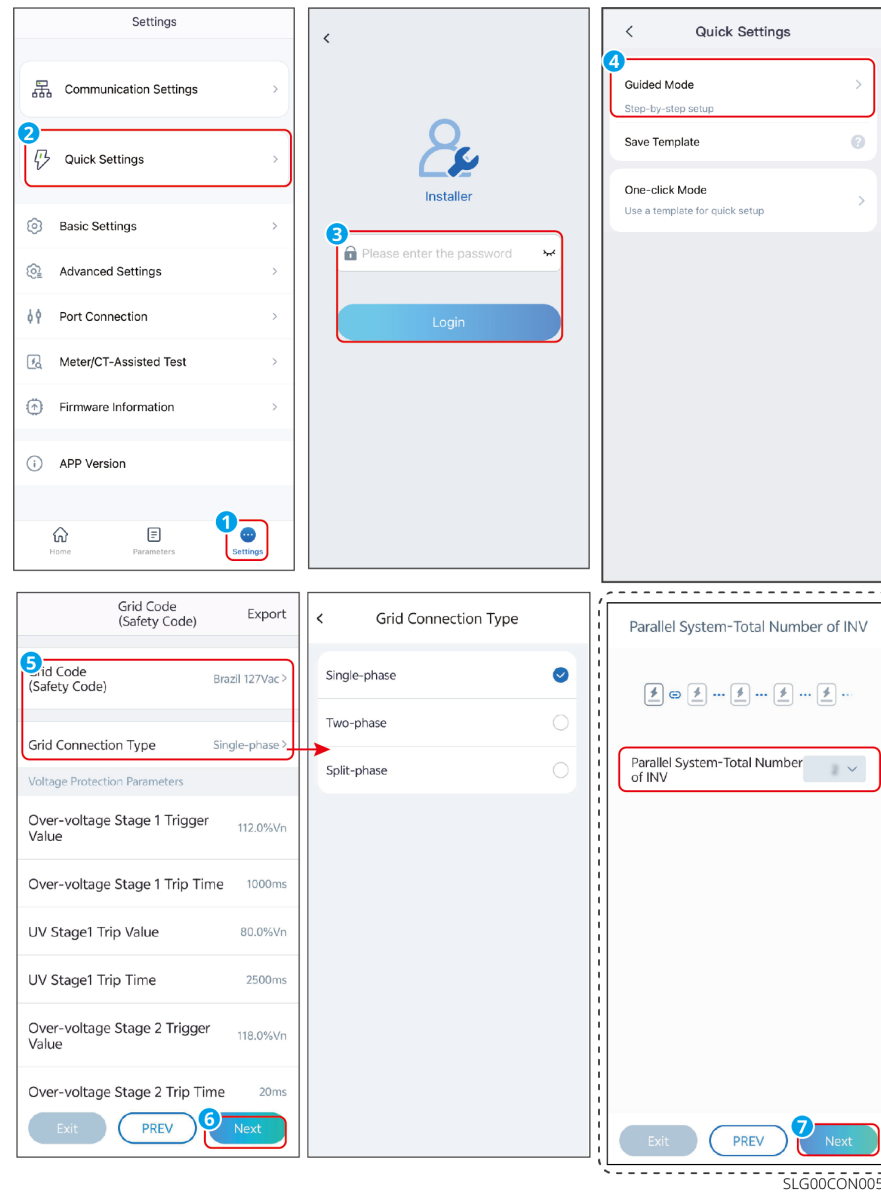 Settings
Communication Settings
2
Quick Settings
Basic Settings
Advanced Settings
Port Connection
Meter/CT-Assisted Test
Firmware Information
APP Version
1
Home
Parameters
Settings
Installer
3
Please enter the password
Login
Quick Settings
4
Guided Mode
Step-by-step setup
Save Template
?
One-click Mode
Use a template for quick setup
Grid Code
(Safety Code)
Export
5
Grid Code
(Safety Code)
Brazil 127Vac
Grid Connection Type
Single-phase
Voltage Protection Parameters
Over-voltage Stage 1 Trigger
Value
112.0%Vn
Over-voltage Stage 1 Trip Time
1000ms
UV Stage1 Trip Value
80.0%Vn
UV Stage1 Trip Time
2500ms
Over-voltage Stage 2 Trigger
Value
118.0%Vn
Over-voltage Stage 2 Trip Time
20ms
Exit
PREV
6
Next
Grid Connection Type
Single-phase
Two-phase
Split-phase
Parallel System-Total Number of INV
Parallel System-Total Number
of INV
Exit
PREV
7
Next
SLG00CON005